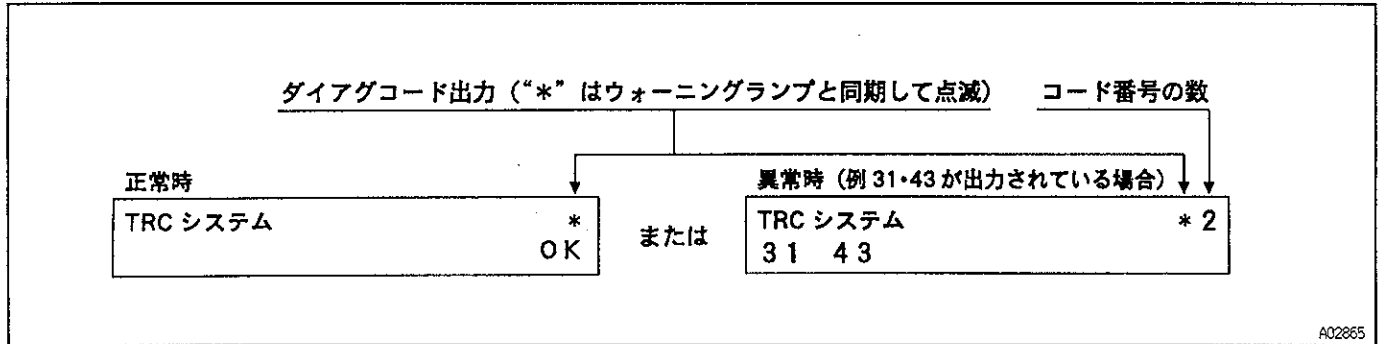 ダイアグコード出力（“*”はウォーニングランプと同期して点滅） コード番号の数
正常時
TRC システム *
OK
または
異常時（例 31・43 が出力されている場合）
TRC システム * 2
31 43
A02865